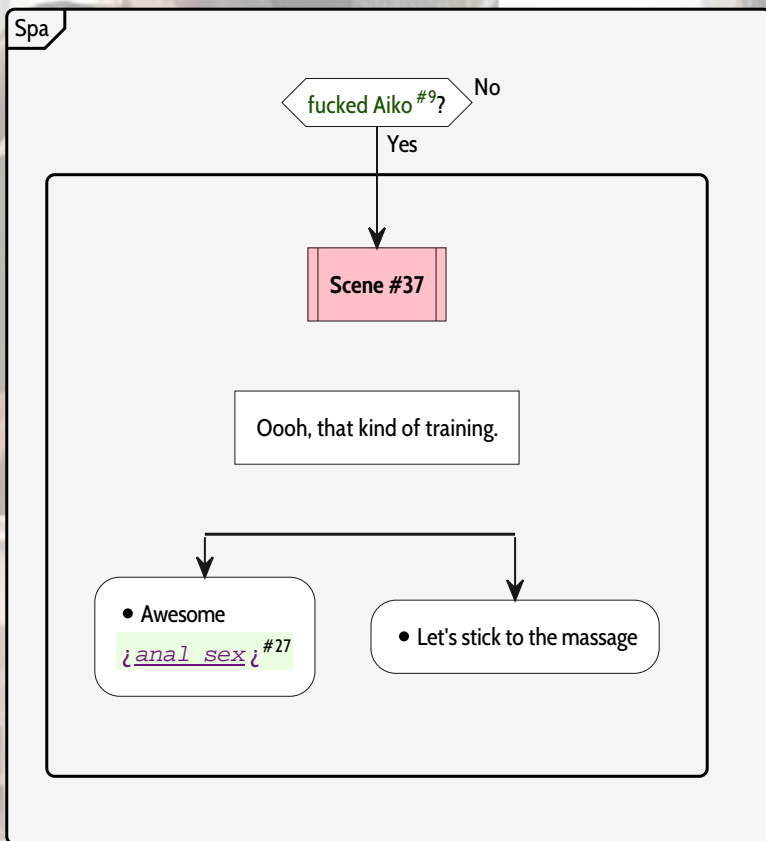 Spa
fucked Aiko #9?
No
Yes
Scene #37
Oooh, that kind of training.
• Awesome
¿anal sex¿ #27
• Let's stick to the massage